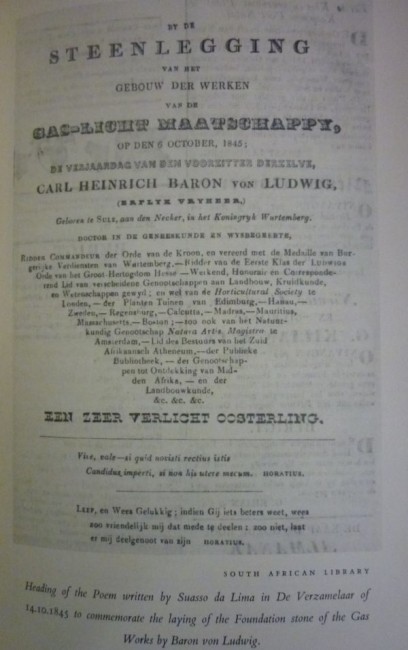 BY DE
STEENLEGGING
VAN HET
GEBOUW DER WERKEN
VAN DE
GAS-LICHT MAATSCHAPPY,
OP DEN 6 OCTOBER, 1845;
DE VERJAARDAG VAN DEN VOORZITTER DERZELVE,
CARL HEINRICH BARON VON LUDWIG,
(ERFLYK VRYHEER,)
Geboren te SULZ, aan den Necker, in het Koningryk Wurtemberg.
DOCTOR IN DE GENEESKUNDE EN WYSBEGEERTE,
RIDDER COMMANDEUR der Orde van de Kroon, en vereerd met de Medaille van Bur-
gerlyke Verdiensten van Wurtemberg,—Ridder van de Eerste Klas der LUDWIGS
Orde van het Groot Hertogdom Hesse—Werkend, Honorair en Corresponde-
rend Lid van verscheidene Genootschappen aan Landbouw, Kruidkunde,
en Wetenschappen gewyd; en wel van de Horticultural Society te
Londen,—der Planten Tuinen van Edimburg,—Hanau,—
Zweden,—Regensburg,—Calcutta,—Madras,—Mauritius,
Massachusetts,—Boston;—zoo ook van het Natuur-
kundig Genootschap Natura Artis Magistra te
Amsterdam,—Lid des Bestuurs van het Zuid
Afrikaansch Atheneum,—der Publieke
Bibliotheek,—des Genootschap-
pen tot Ontdekking van Mid-
den Afrika,—en der
Landbouwkunde,
&c. &c. &c.
EEN ZEER VERLICHT OOSTERLING.
Vive, vale—si quid novisti rectius istis
Candidus imperti, si non his utere mecum. HORATIUS.
LEEF, en WEES Gelukkig; indien Gij iets beters weet, wees
zoo vriendelijk mij dat mede te deelen; zoo niet, laat
er mij deelgenoot van zijn HORATIUS.
SOUTH AFRICAN LIBRARY
Heading of the Poem written by Suasso da Lima in De Verzamelaar of
14.10.1845 to commemorate the laying of the Foundation stone of the Gas
Works by Baron von Ludwig.